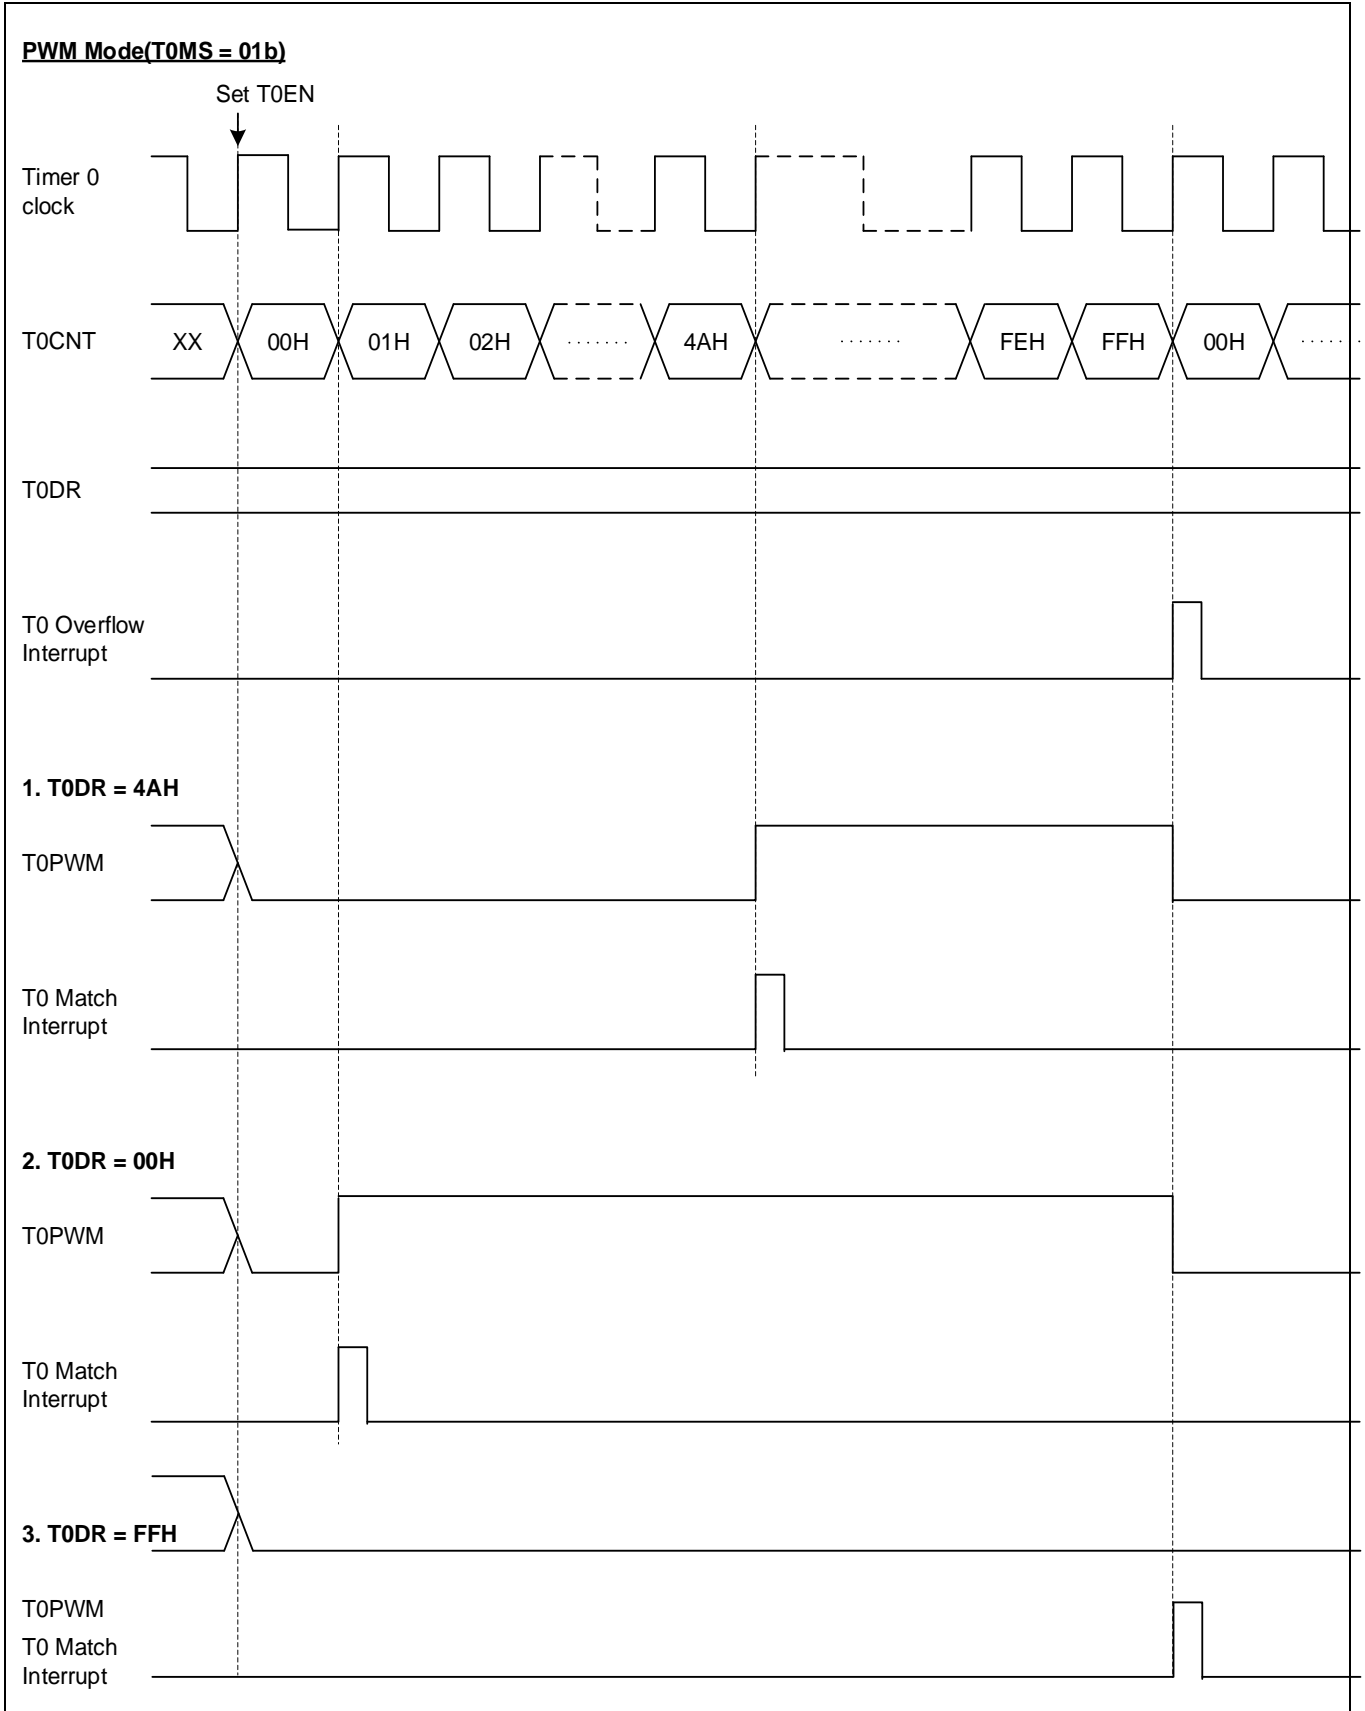 PWM Mode(T0MS = 01b)
Set T0EN
Timer 0
clock
T0CNT XX 00H 01H 02H ······· 4AH ······· FEH FFH 00H ······
T0DR
T0 Overflow
Interrupt
1. T0DR = 4AH
T0PWM
T0 Match
Interrupt
2. T0DR = 00H
T0PWM
T0 Match
Interrupt
3. T0DR = FFH
T0PWM
T0 Match
Interrupt